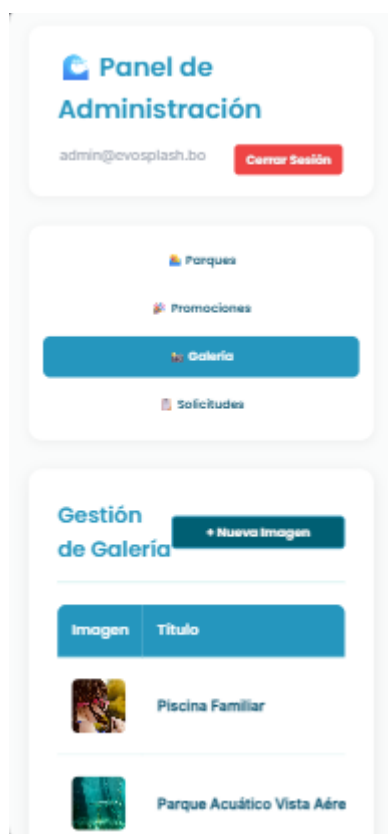 Panel de
Administración
admin@evosplash.bo
Cerrar Sesión
Parques
Promociones
Galería
Solicitudes
Gestión
de Galería
+ Nueva Imagen
Imagen Título
Piscina Familiar
Parque Acuático Vista Aére